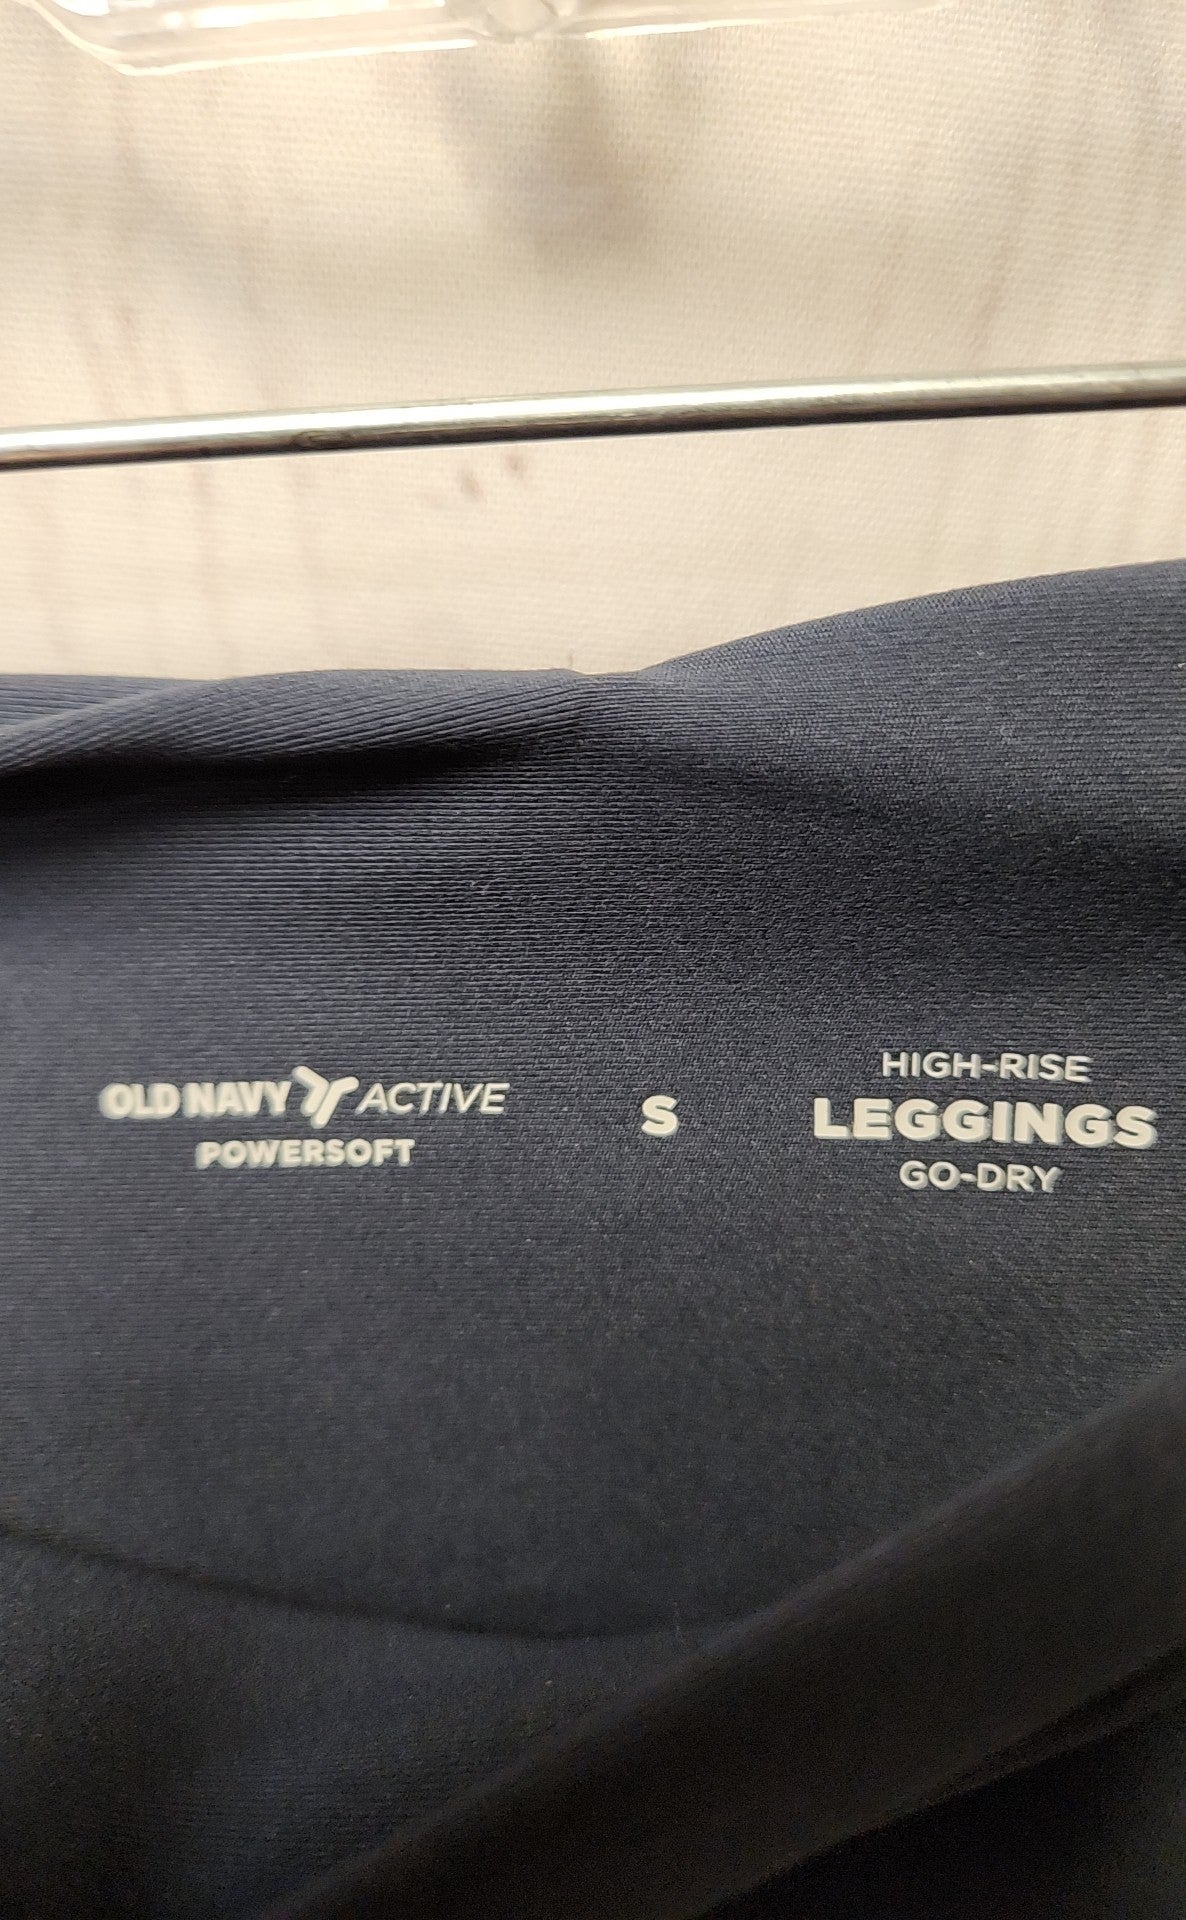 OLD NAVY ACTIVE
POWERSOFT
S
HIGH-RISE
LEGGINGS
GO-DRY